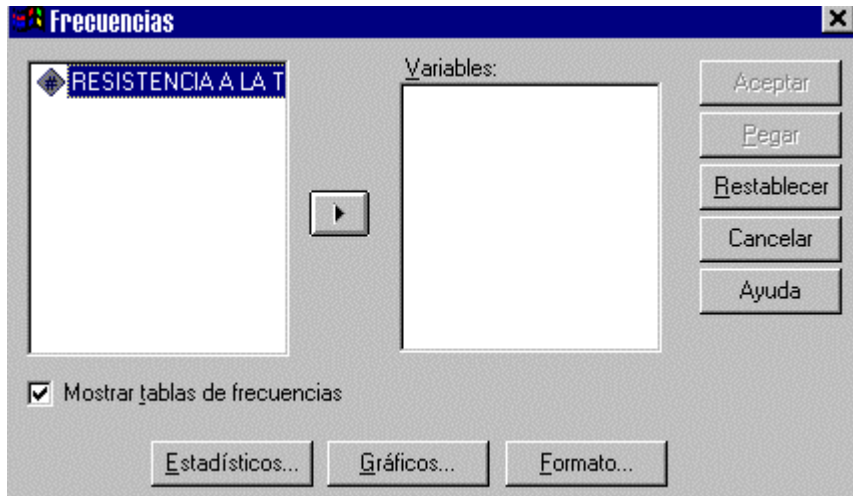 Frecuencias
# RESISTENCIA A LA T
Variables:
Aceptar
Pegar
Restablecer
Cancelar
Ayuda
Mostrar tablas de frecuencias
Estadísticos...
Gráficos...
Formato...